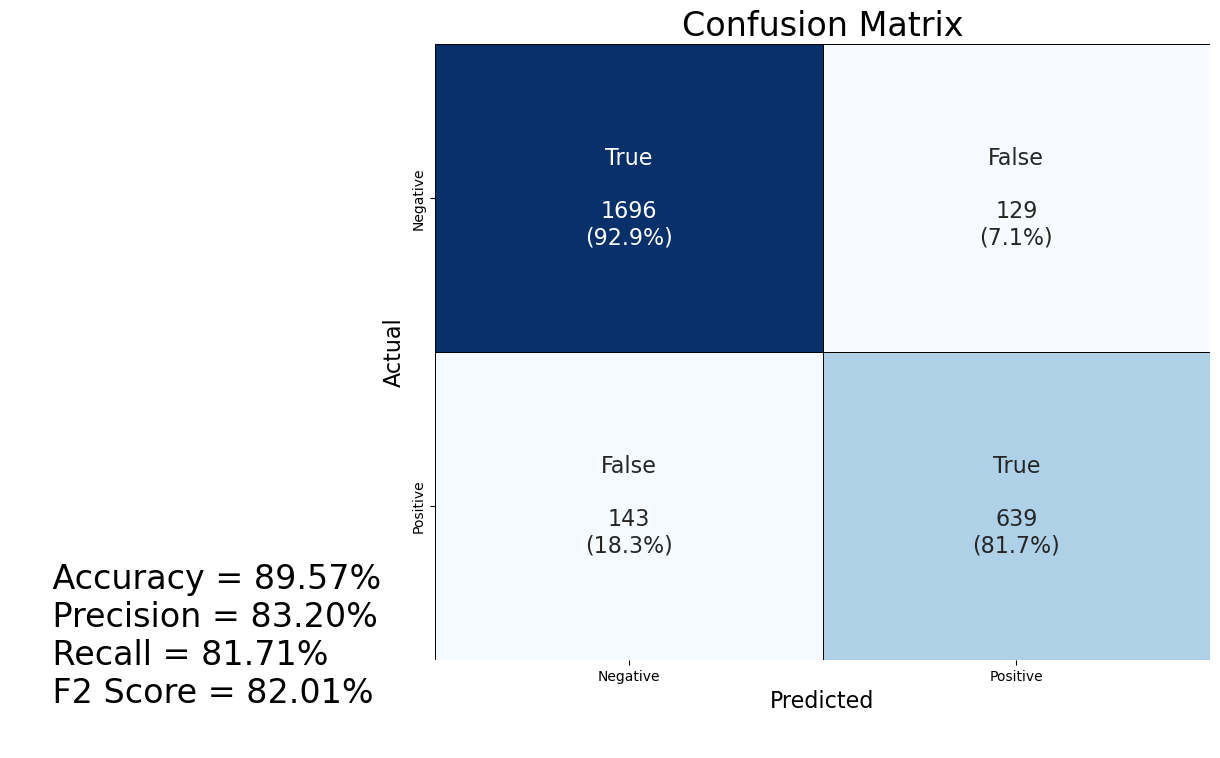 Confusion Matrix
Negative
True
1696
(92.9%)
False
129
(7.1%)
Actual
Positive
False
143
(18.3%)
True
639
(81.7%)
Accuracy = 89.57%
Precision = 83.20%
Recall = 81.71%
F2 Score = 82.01%
Negative
Positive
Predicted